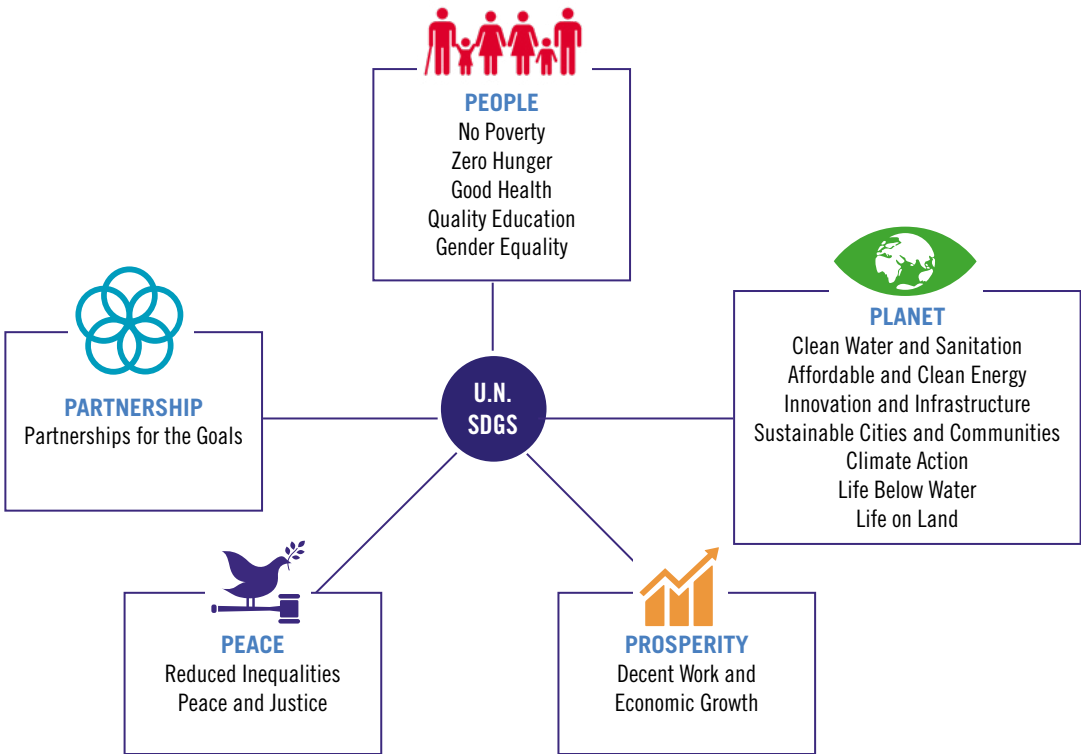 PEOPLE
No Poverty
Zero Hunger
Good Health
Quality Education
Gender Equality
PARTNERSHIP
Partnerships for the Goals
U.N.
SDGS
PLANET
Clean Water and Sanitation
Affordable and Clean Energy
Innovation and Infrastructure
Sustainable Cities and Communities
Climate Action
Life Below Water
Life on Land
PEACE
Reduced Inequalities
Peace and Justice
PROSPERITY
Decent Work and
Economic Growth